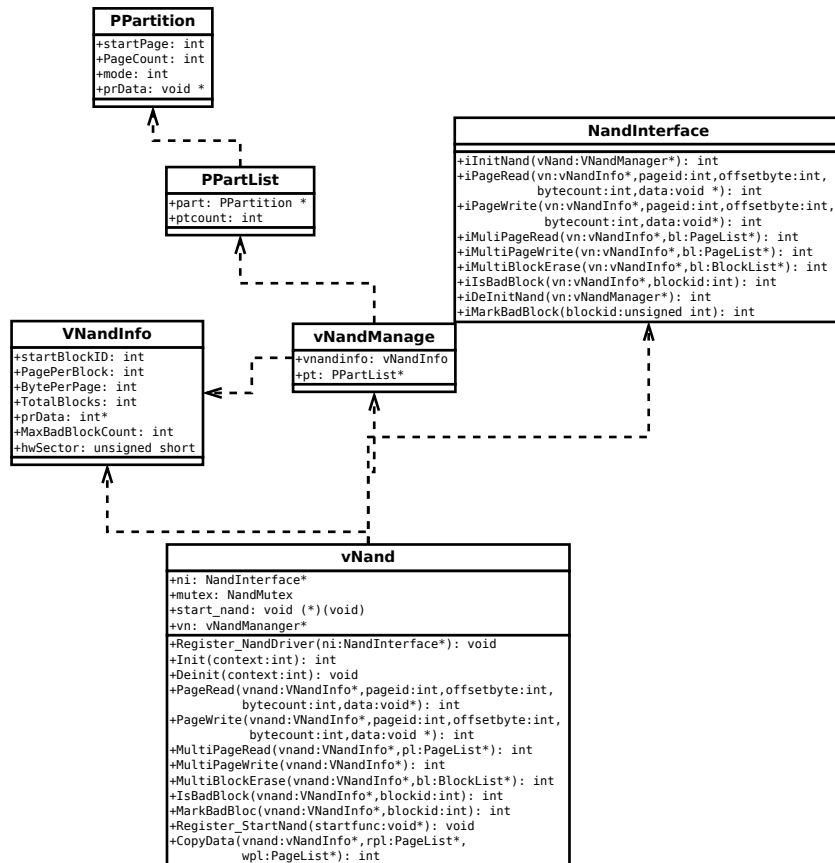 PPartition
+startPage: int
+PageCount: int
+mode: int
+prData: void *
PPartList
+part: PPartition *
+ptcount: int
NandInterface
+iInitNand(vNand:VNandManager*): int
+iPageRead(vn:vNandInfo*,pageid:int,offsetbyte:int,
bytecount:int,data:void *): int
+iPageWrite(vn:vNandInfo*,pageid:int,offsetbyte:int,
bytecount:int,data:void*): int
+iMuliPageRead(vn:vNandInfo*,bl:PageList*): int
+iMultiPageWrite(vn:vNandInfo*,bl:PageList*): int
+iMultiBlockErase(vn:vNandInfo*,bl:BlockList*): int
+iIsBadBlock(vn:vNandInfo*,blockid:int): int
+iDeInitNand(vn:vNandManager*): int
+iMarkBadBlock(blockid:unsigned int): int
VNandInfo
+startBlockID: int
+PagePerBlock: int
+BytePerPage: int
+TotalBlocks: int
+prData: int*
+MaxBadBlockCount: int
+hwSector: unsigned short
vNandManage
+vnandinfo: vNandInfo
+pt: PPartList*
vNand
+ni: NandInterface*
+mutex: NandMutex
+start_nand: void (*)(void)
+vn: vNandMananger*
+Register_NandDriver(ni:NandInterface*): void
+Init(context:int): int
+Deinit(context:int): void
+PageRead(vnand:VNandInfo*,pageid:int,offsetbyte:int,
bytecount:int,data:void*): int
+PageWrite(vnand:VNandInfo*,pageid:int,offsetbyte:int,
bytecount:int,data:void *): int
+MultiPageRead(vnand:VNandInfo*,pl:PageList*): int
+MultiPageWrite(vnand:VNandInfo*): int
+MultiBlockErase(vnand:VNandInfo*,bl:BlockList*): int
+IsBadBlock(vnand:VNandInfo*,blockid:int): int
+MarkBadBloc(vnand:VNandInfo*,blockid:int): int
+Register_StartNand(startfunc:void*): void
+CopyData(vnand:vNandInfo*,rpl:PageList*,
wpl:PageList*): int